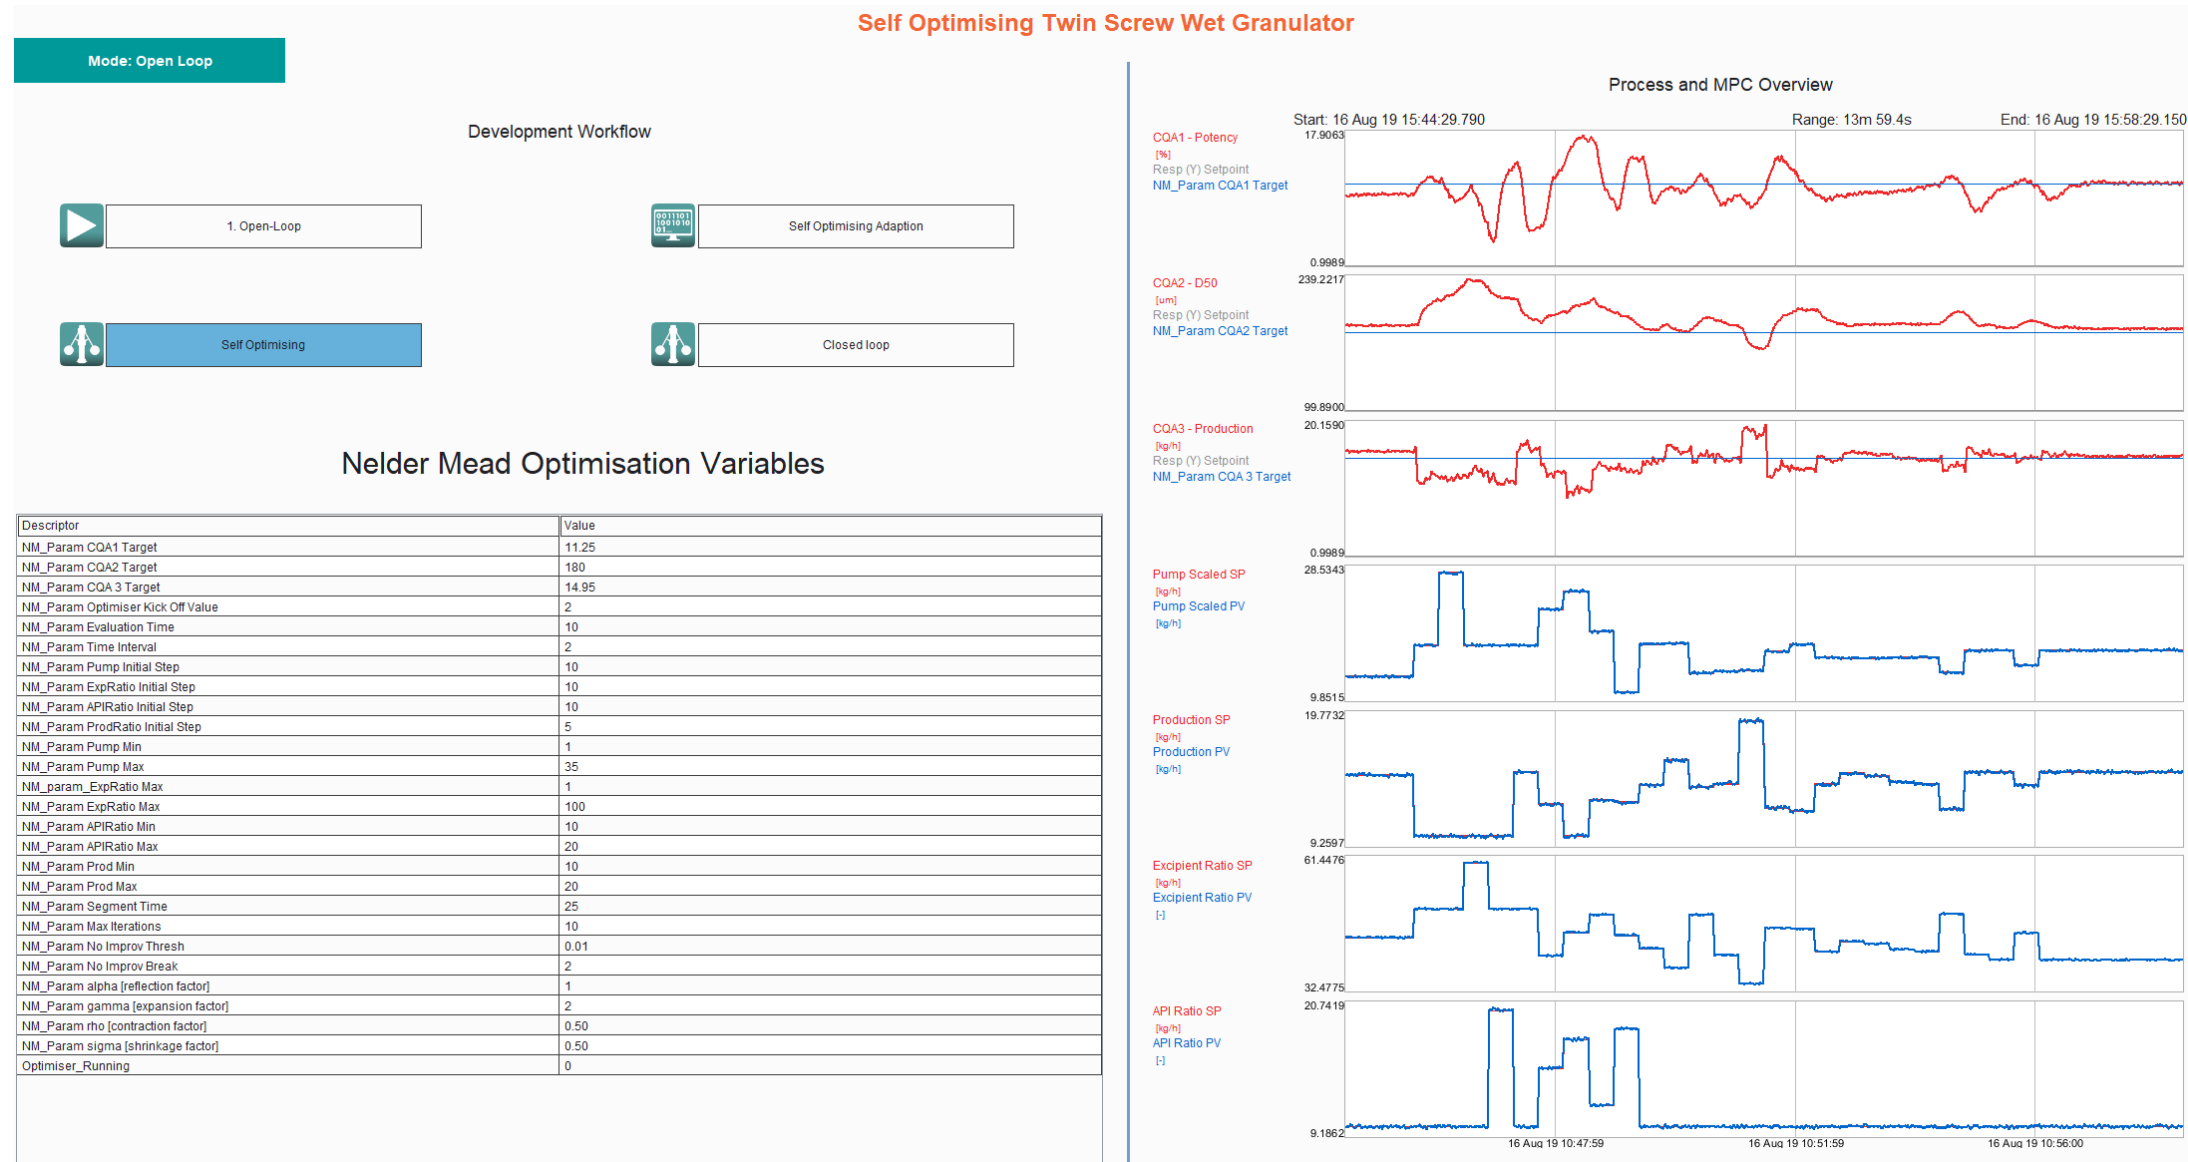 Self Optimising Twin Screw Wet Granulator
Mode: Open Loop
Development Workflow
1. Open-Loop
0011101
1001010
01..
Self Optimising Adaption
Self Optimising
Closed loop
Nelder Mead Optimisation Variables
Descriptor Value
NM_Param CQA1 Target 11.25
NM_Param CQA2 Target 180
NM_Param CQA 3 Target 14.95
NM_Param Optimiser Kick Off Value 2
NM_Param Evaluation Time 10
NM_Param Time Interval 2
NM_Param Pump Initial Step 10
NM_Param ExpRatio Initial Step 10
NM_Param APIRatio Initial Step 10
NM_Param ProdRatio Initial Step 5
NM_Param Pump Min 1
NM_Param Pump Max 35
NM_param_ExpRatio Max 1
NM_Param ExpRatio Max 100
NM_Param APIRatio Min 10
NM_Param APIRatio Max 20
NM_Param Prod Min 10
NM_Param Prod Max 20
NM_Param Segment Time 25
NM_Param Max Iterations 10
NM_Param No Improv Thresh 0.01
NM_Param No Improv Break 2
NM_Param alpha [reflection factor] 1
NM_Param gamma [expansion factor] 2
NM_Param rho [contraction factor] 0.50
NM_Param sigma [shrinkage factor] 0.50
Optimiser_Running 0
Process and MPC Overview
Start: 16 Aug 19 15:44:29.790 Range: 13m 59.4s End: 16 Aug 19 15:58:29.150
CQA1 - Potency
[%]
Resp (Y) Setpoint
NM_Param CQA1 Target
17.9063
0.9989
CQA2 - D50
[um]
Resp (Y) Setpoint
NM_Param CQA2 Target
239.2217
99.8900
CQA3 - Production
[kg/h]
Resp (Y) Setpoint
NM_Param CQA 3 Target
20.1590
0.9989
Pump Scaled SP
[kg/h]
Pump Scaled PV
[kg/h]
28.5343
9.8515
Production SP
[kg/h]
Production PV
[kg/h]
19.7732
9.2597
Excipient Ratio SP
[kg/h]
Excipient Ratio PV
[-]
61.4476
32.4775
API Ratio SP
[kg/h]
API Ratio PV
[-]
20.7419
9.1862
16 Aug 19 10:47:59 16 Aug 19 10:51:59 16 Aug 19 10:56:00